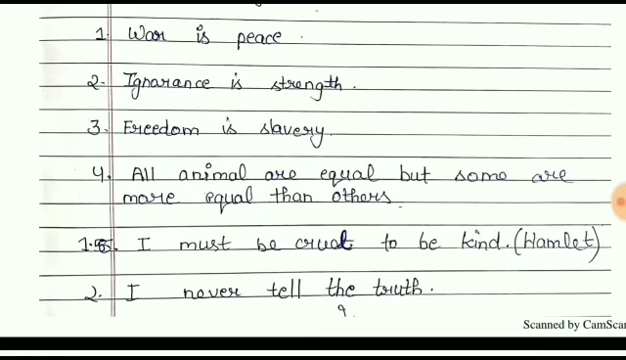 1. War is peace.
2. Ignarance is strength.
3. Freedom is slavery.
4. All animal are equal but some are
more equal than others.
1. I must be cruel to be kind. (Hamlet)
2. I never tell the truth.
Scanned by CamScan